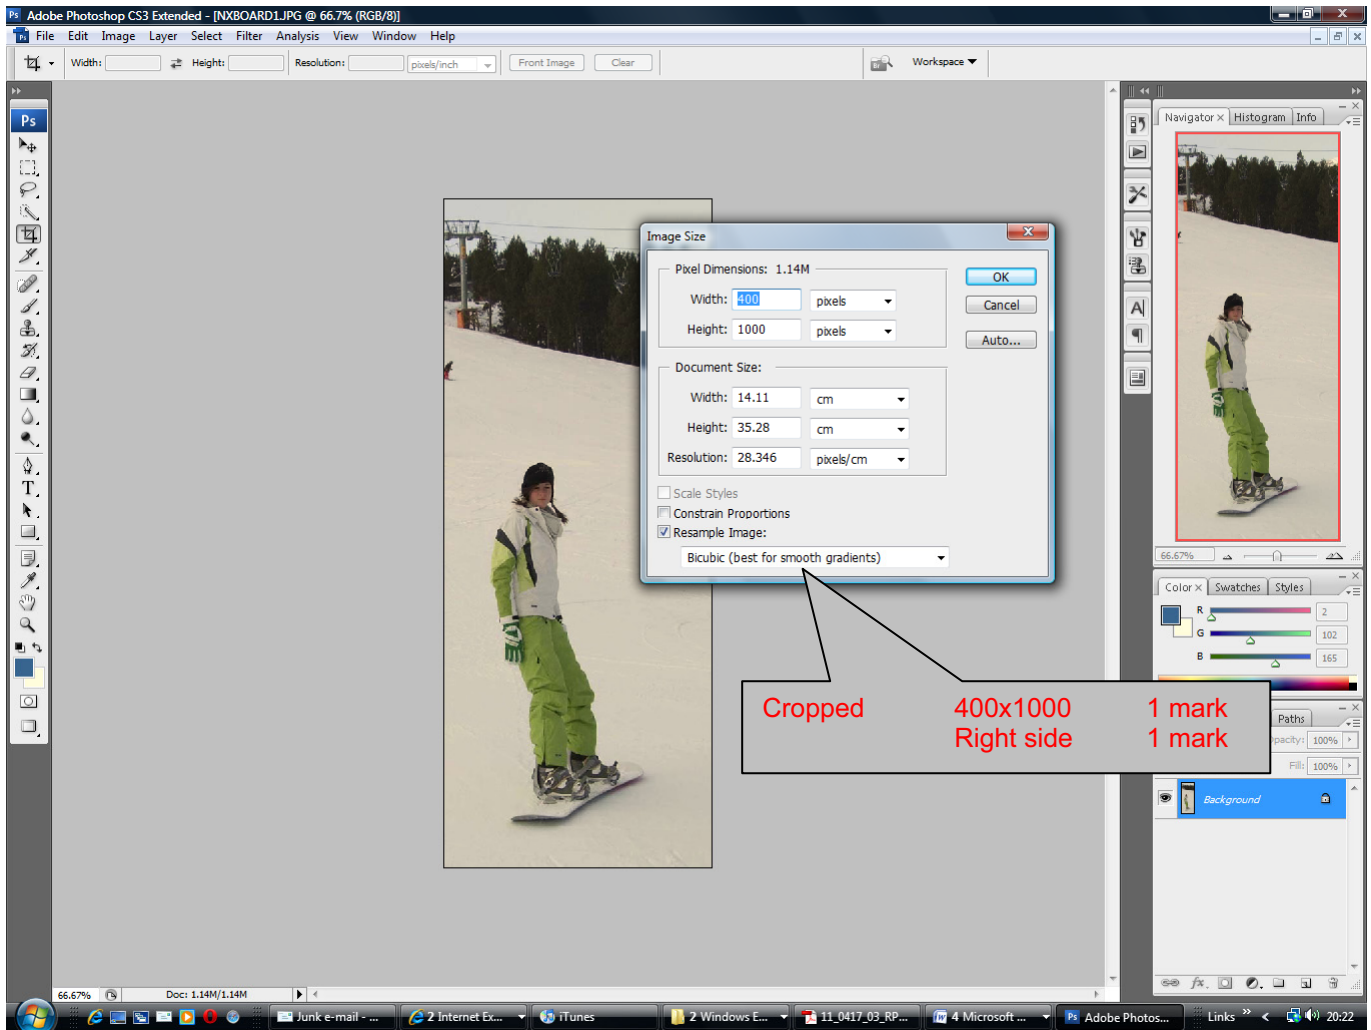 Ps Adobe Photoshop CS3 Extended - [NXBOARD1.JPG @ 66.7% (RGB/8)]
File Edit Image Layer Select Filter Analysis View Window Help
Width: Height: Resolution: pixels/inch Front Image Clear Workspace
Ps
Navigator Histogram Info
Image Size
Pixel Dimensions: 1.14M
Width: 400 pixels
Height: 1000 pixels
OK
Cancel
Auto...
Document Size:
Width: 14.11 cm
Height: 35.28 cm
Resolution: 28.346 pixels/cm
Scale Styles
Constrain Proportions
Resample Image:
Bicubic (best for smooth gradients)
66.67%
Color Swatches Styles
R 2
G 102
B 165
Cropped 400x1000 1 mark
Right side 1 mark
Paths
pacity: 100%
Fill: 100%
Background
66.67% Doc: 1.14M/1.14M
Junk e-mail - ... 2 Internet Ex... iTunes 2 Windows E... 11_0417_03_RP... 4 Microsoft ... Ps Adobe Photos... Links 20:22